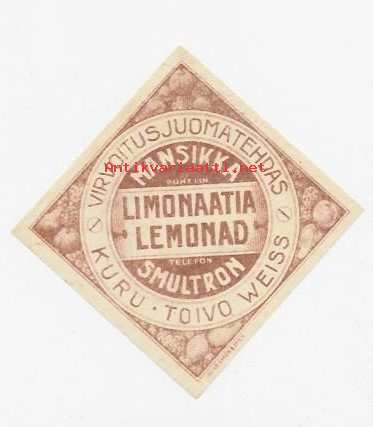 VIRVOITUSJUOMATEHDAS
MANSIKKA
PUHELIN
LIMONAATIA
LEMONAD
TELEFON
SMULTRON
KURU · TOIVO WEISS
Antikvariaatti.net